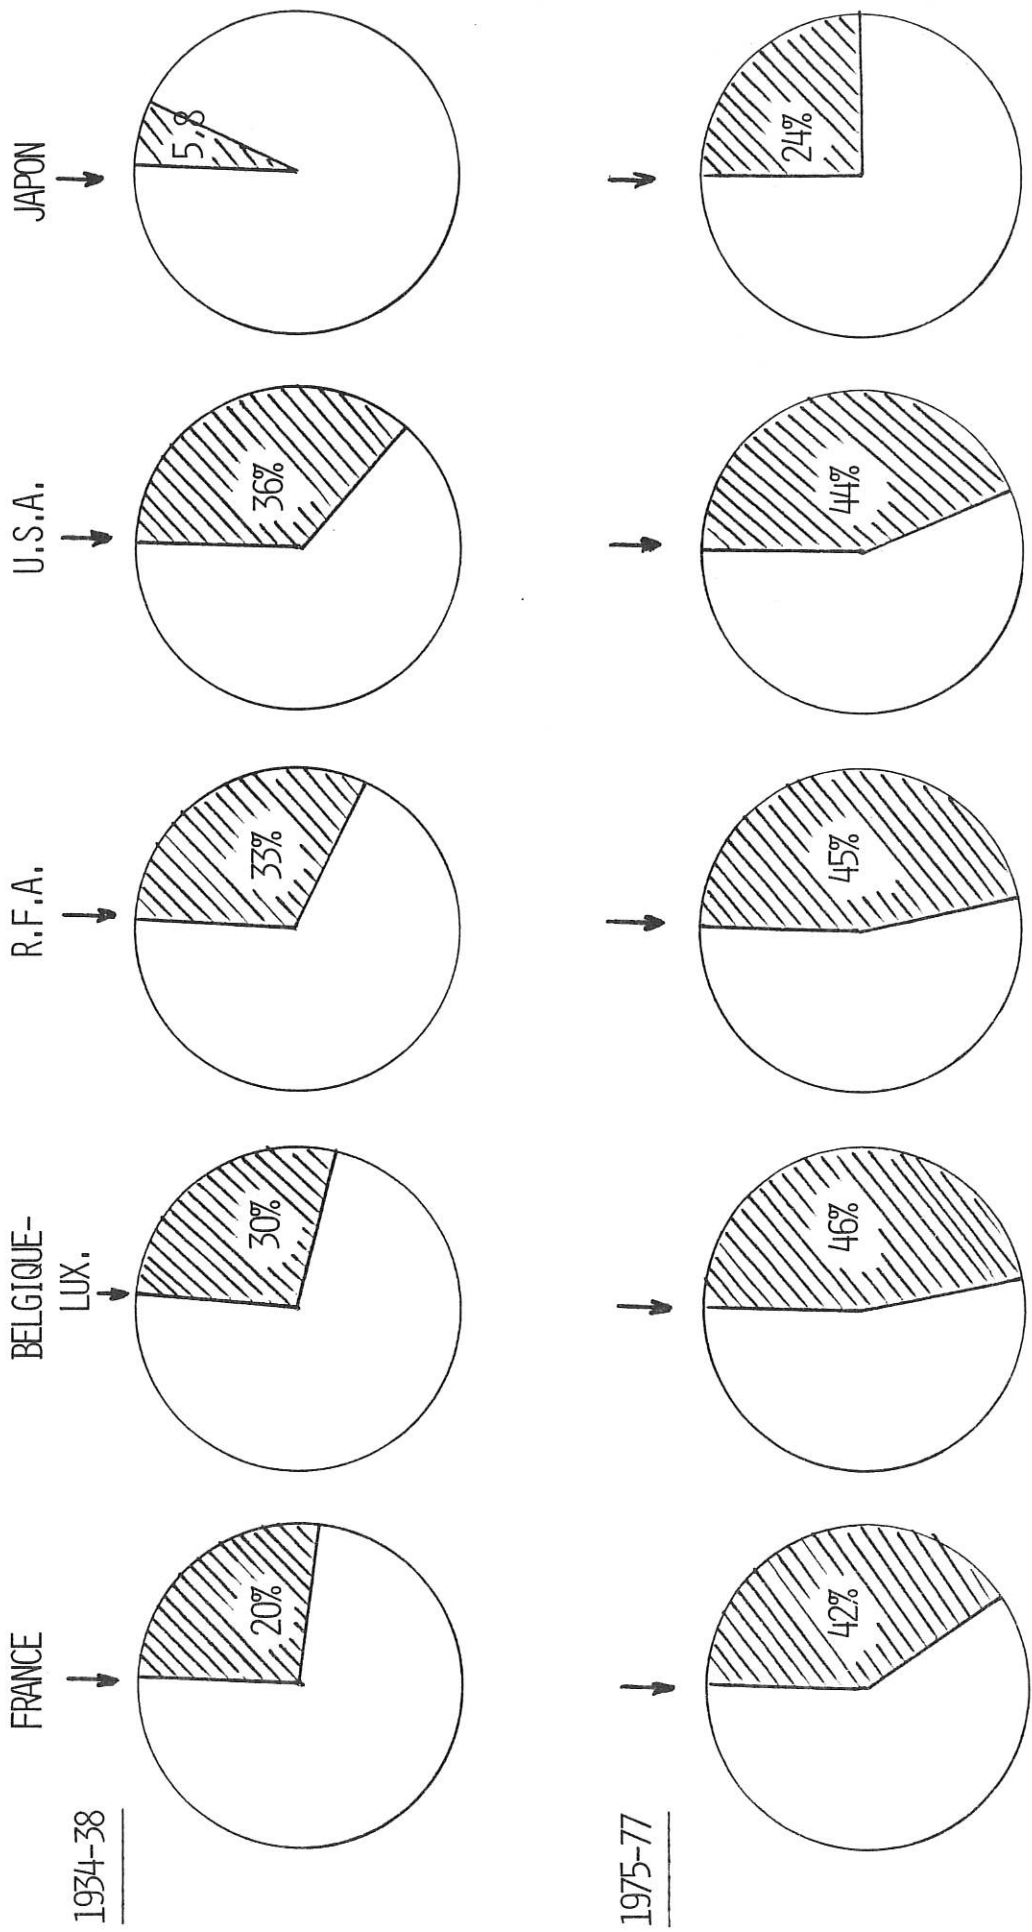 FRANCE
BELGIQUE-
LUX.
R.F.A.
U.S.A.
JAPON
1934-38
20%
30%
33%
36%
5,8
1975-77
42%
46%
45%
44%
24%